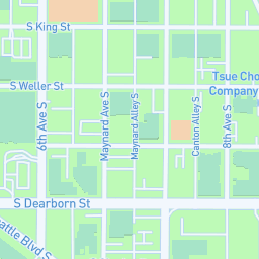 S King St
S Weller St
Tsue Cho
Company
6th Ave S
Maynard Ave S
Maynard Alley S
Canton Alley S
8th Ave S
S Dearborn St
attle Blvd S